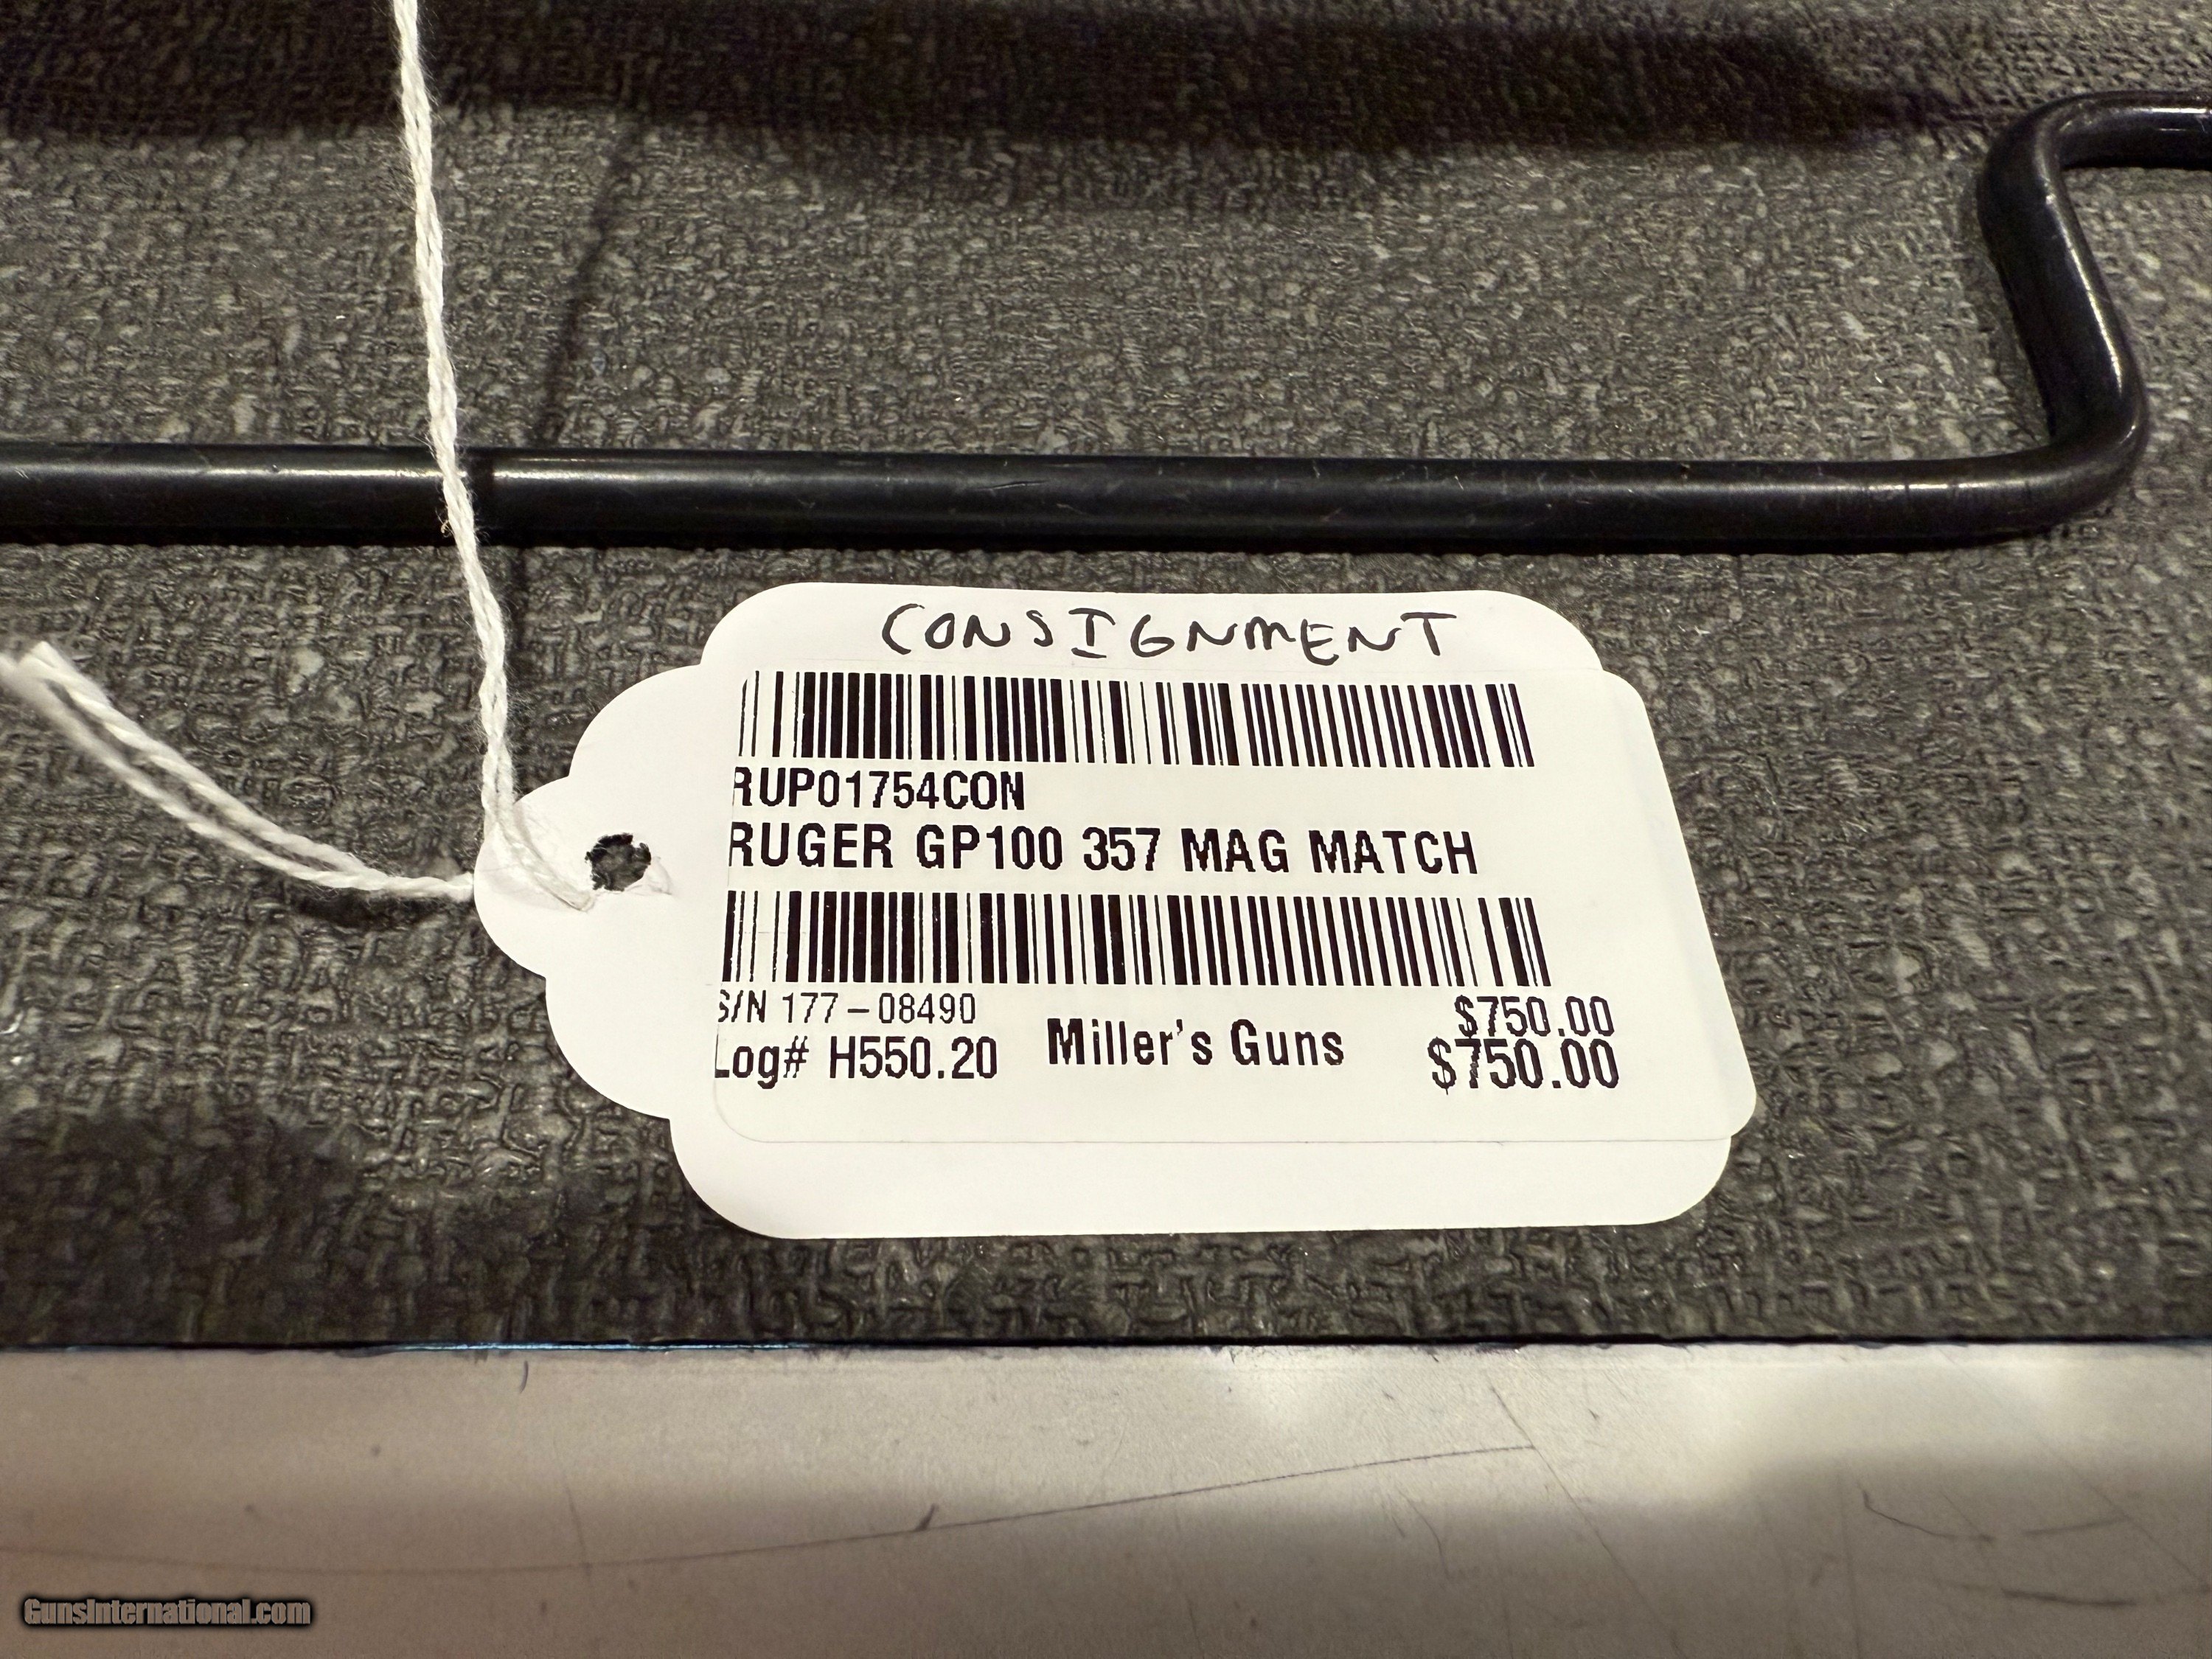 CONSIGNMENT
RUP01754CON
RUGER GP100 357 MAG MATCH
S/N 177-08490
Log# H550.20
Miller's Guns
$750.00
$750.00
GunsInternational.com